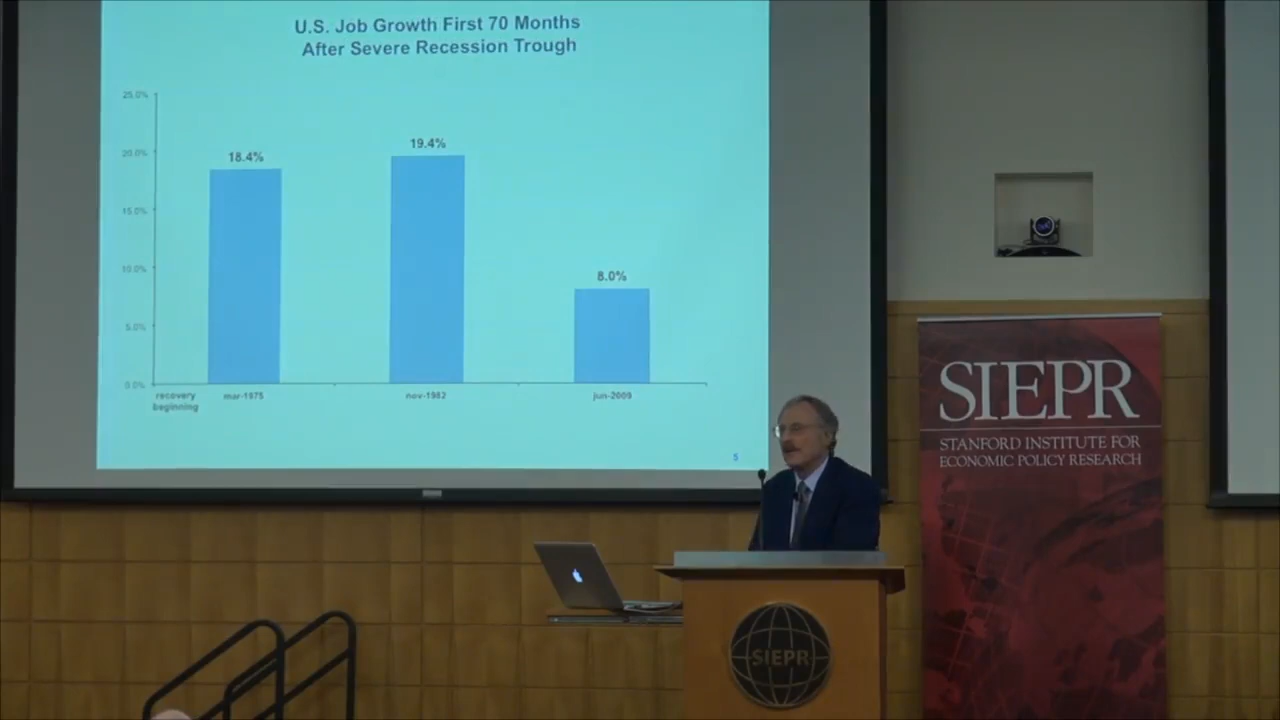 U.S. Job Growth First 70 Months
After Severe Recession Trough
25.0%
20.0%
15.0%
10.0%
5.0%
0.0%
18.4%
19.4%
8.0%
recovery
beginning
mar-1975
nov-1982
jun-2009
5
SIEPR
STANFORD INSTITUTE FOR
ECONOMIC POLICY RESEARCH
SIEPR